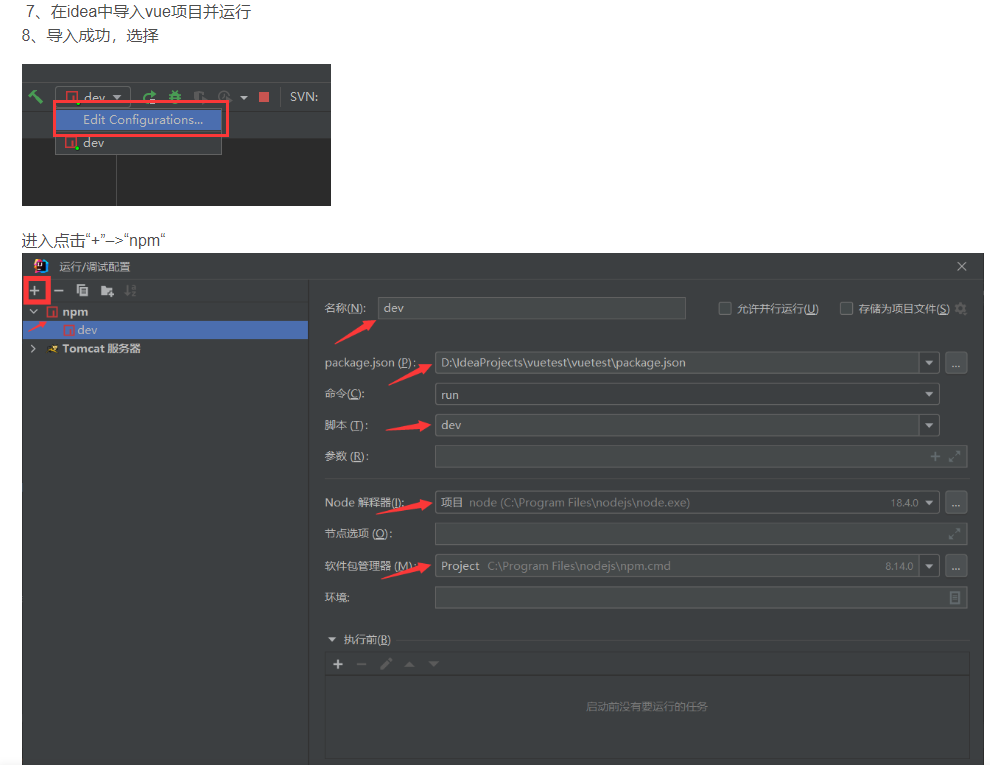 7、在idea中导入vue项目并运行
8、导入成功，选择
dev
SVN:
Edit Configurations...
dev
进入点击“+”–>“npm“
运行/调试配置
npm
dev
Tomcat 服务器
名称(N): dev 允许并行运行(U) 存储为项目文件(S)
package.json (P): D:\IdeaProjects\vuetest\vuetest\package.json ...
命令(C): run
脚本 (T): dev
参数 (R):
Node 解释器(I): 项目 node (C:\Program Files\nodejs\node.exe) 18.4.0 ...
节点选项 (O):
软件包管理器 (M): Project C:\Program Files\nodejs\npm.cmd 8.14.0 ...
环境:
执行前(B)
启动前没有要运行的任务